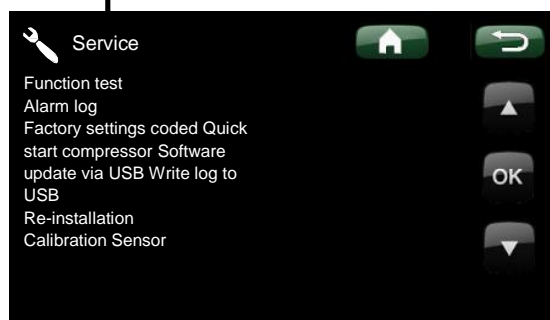 Service
Function test
Alarm log
Factory settings coded Quick
start compressor Software
update via USB Write log to
USB
Re-installation
Calibration Sensor
OK